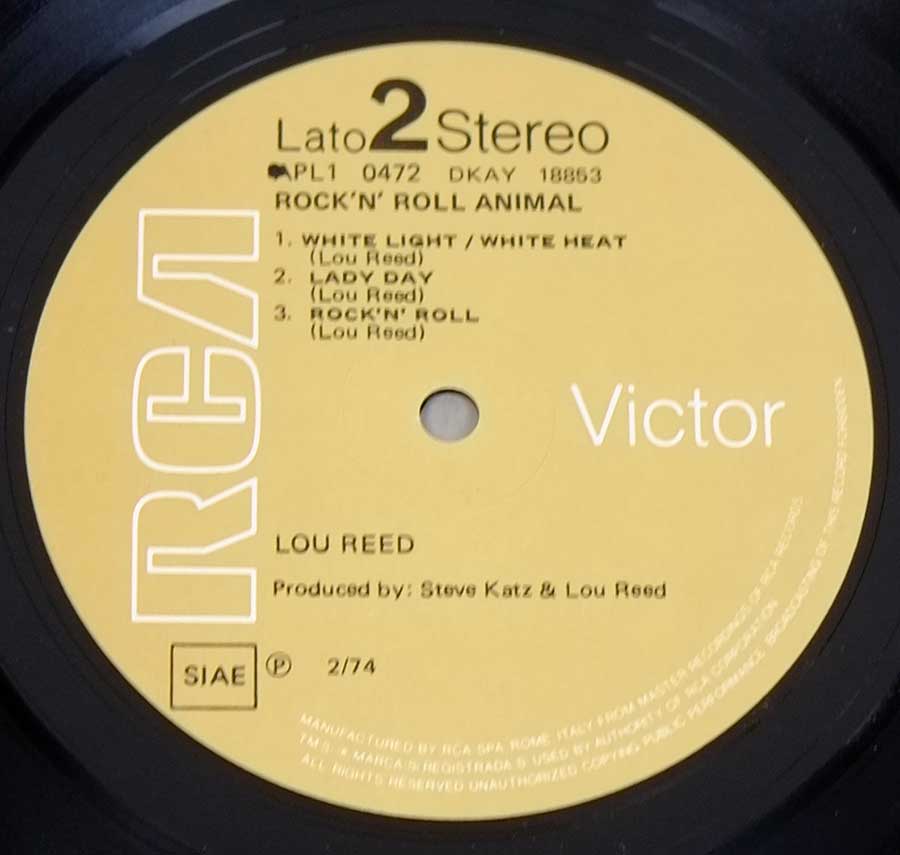 Lato 2 Stereo
APL1 0472 DKAY 18853
ROCK'N' ROLL ANIMAL
1. WHITE LIGHT / WHITE HEAT
(Lou Reed)
2. LADY DAY
(Lou Reed)
3. ROCK'N' ROLL
(Lou Reed)
RCA
Victor
LOU REED
Produced by: Steve Katz & Lou Reed
SIAE ℗ 2/74
MANUFACTURED BY RCA SPA ROME ITALY FROM MASTER RECORDINGS OF RCA RECORDS
TM.S. ★ MARCA S REGISTRADA S USED BY AUTHORITY OF RCA CORPORATION
ALL RIGHTS RESERVED UNAUTHORIZED COPYING PUBLIC PERFORMANCE BROADCASTING OF THIS RECORD FORBIDDEN